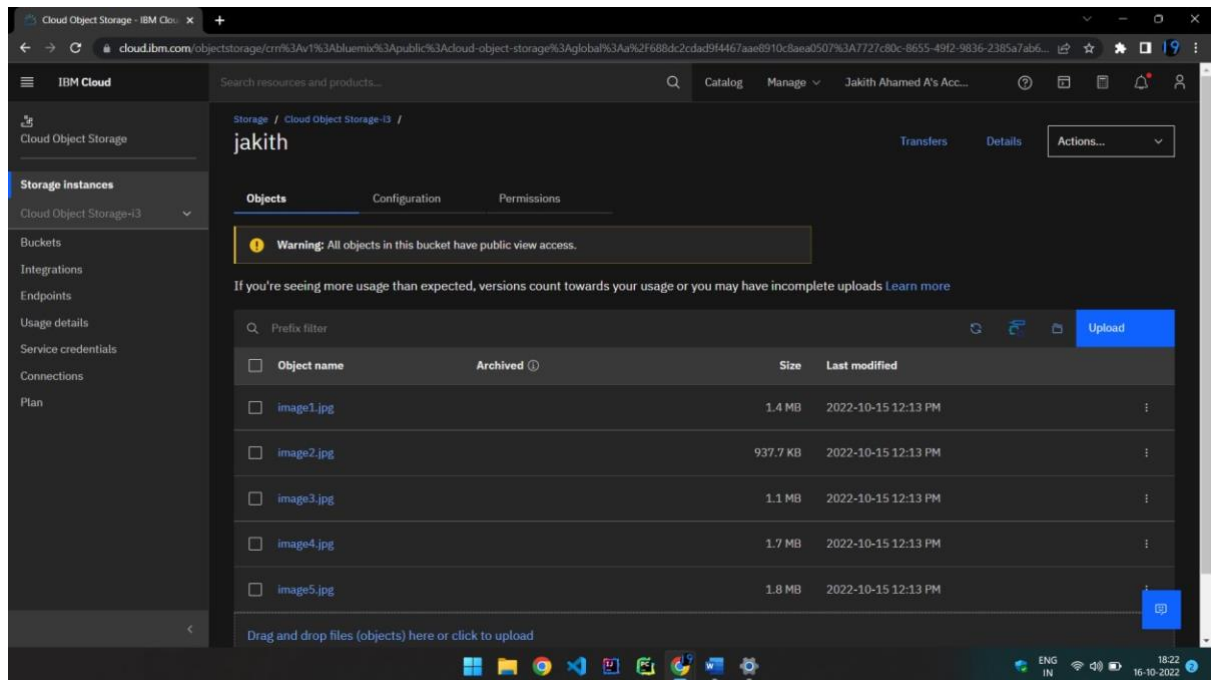 Cloud Object Storage - IBM Clou
cloud.ibm.com/objectstorage/crn%3Av1%3Abluemix%3Apublic%3Acloud-object-storage%3Aglobal%3Aa%2F688dc2cdad9f4467aae8910c8aea0507%3A7727c80c-8655-49f2-9836-2385a7ab6...
19
IBM Cloud
Search resources and products...
Catalog
Manage
Jakith Ahamed A's Acc...
Cloud Object Storage
Storage instances
Cloud Object Storage-i3
Buckets
Integrations
Endpoints
Usage details
Service credentials
Connections
Plan
Storage / Cloud Object Storage-i3 /
jakith
Transfers
Details
Actions...
Objects
Configuration
Permissions
Warning: All objects in this bucket have public view access.
If you're seeing more usage than expected, versions count towards your usage or you may have incomplete uploads Learn more
Prefix filter
Upload
Object name Archived Size Last modified
image1.jpg 1.4 MB 2022-10-15 12:13 PM
image2.jpg 937.7 KB 2022-10-15 12:13 PM
image3.jpg 1.1 MB 2022-10-15 12:13 PM
image4.jpg 1.7 MB 2022-10-15 12:13 PM
image5.jpg 1.8 MB 2022-10-15 12:13 PM
Drag and drop files (objects) here or click to upload
ENG
IN
18:22
16-10-2022
2